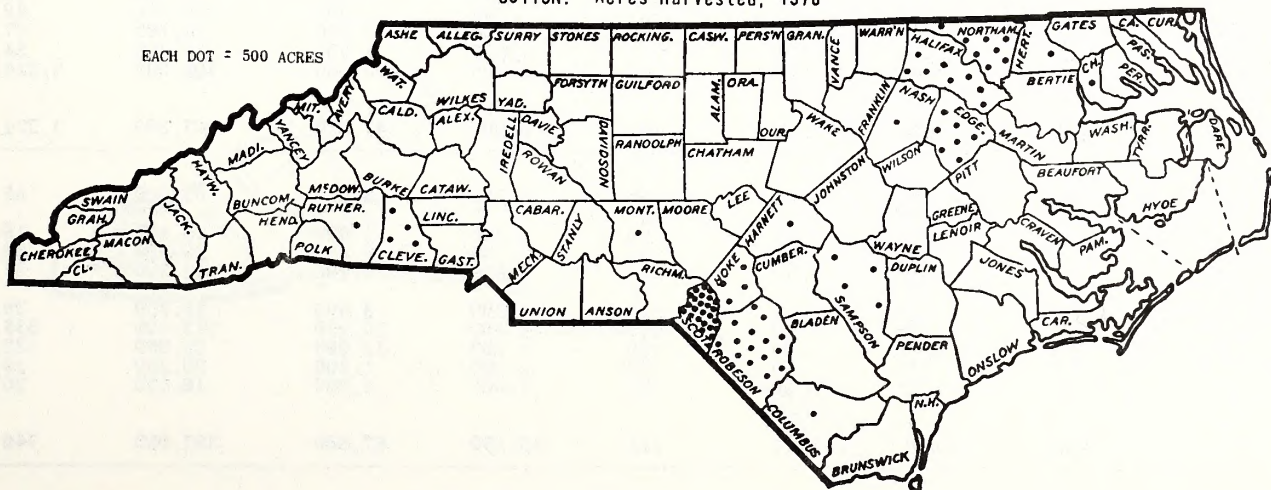 COTTON: Acres Harvested,
EACH DOT = 500 ACRES
ASHE ALLEG. SURRY STOKES ROCKING. CASW. PERS'N GRAN. VANCE WARR'N NORTHAM. HERT. GATES CA. CUR.
HALIFAX PAS.
PER.
CH.
BERTIE
WAT. WILKES YAD. FORSYTH GUILFORD ALAM. ORA. DUR. FRANKLIN NASH
MIT. AVERY CALD. ALEX. IREDELL DAVIE DAVIDSON RANDOLPH CHATHAM WAKE EDGE. MARTIN WASH. TYRR. DARE
MADI. YANCEY BURKE CATAW. ROWAN JOHNSTON WILSON PITT BEAUFORT HYDE
HAYW. BUNCOM. McDOW. LEE GREENE
SWAIN JACK. HEND. RUTHER. LINC. CABAR. STANLY MONT. MOORE HARNETT WAYNE LENOIR CRAVEN PAM.
GRAH.
CHEROKEE MACON TRAN. POLK CLEVE. GAST. MECK. RICHM. HOKE CUMBER. SAMPSON DUPLIN JONES
CL.
UNION ANSON SCOT. ROBESON BLADEN PENDER ONSLOW CAR.
COLUMBUS N.H.
BRUNSWICK